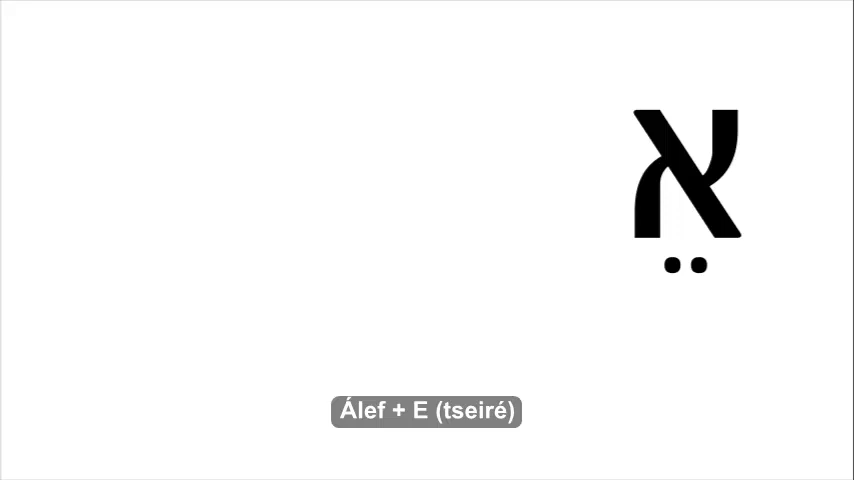 אֵ
Álef + E (tseiré)